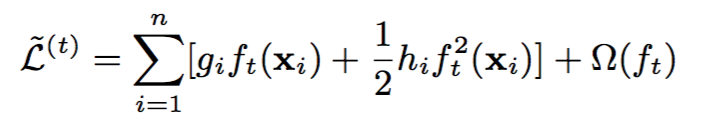 $\tilde{\mathcal{L}}^{(t)} = \sum_{i=1}^{n} [g_i f_t(\mathbf{x}_i) + \frac{1}{2} h_i f_t^2(\mathbf{x}_i)] + \Omega(f_t)$